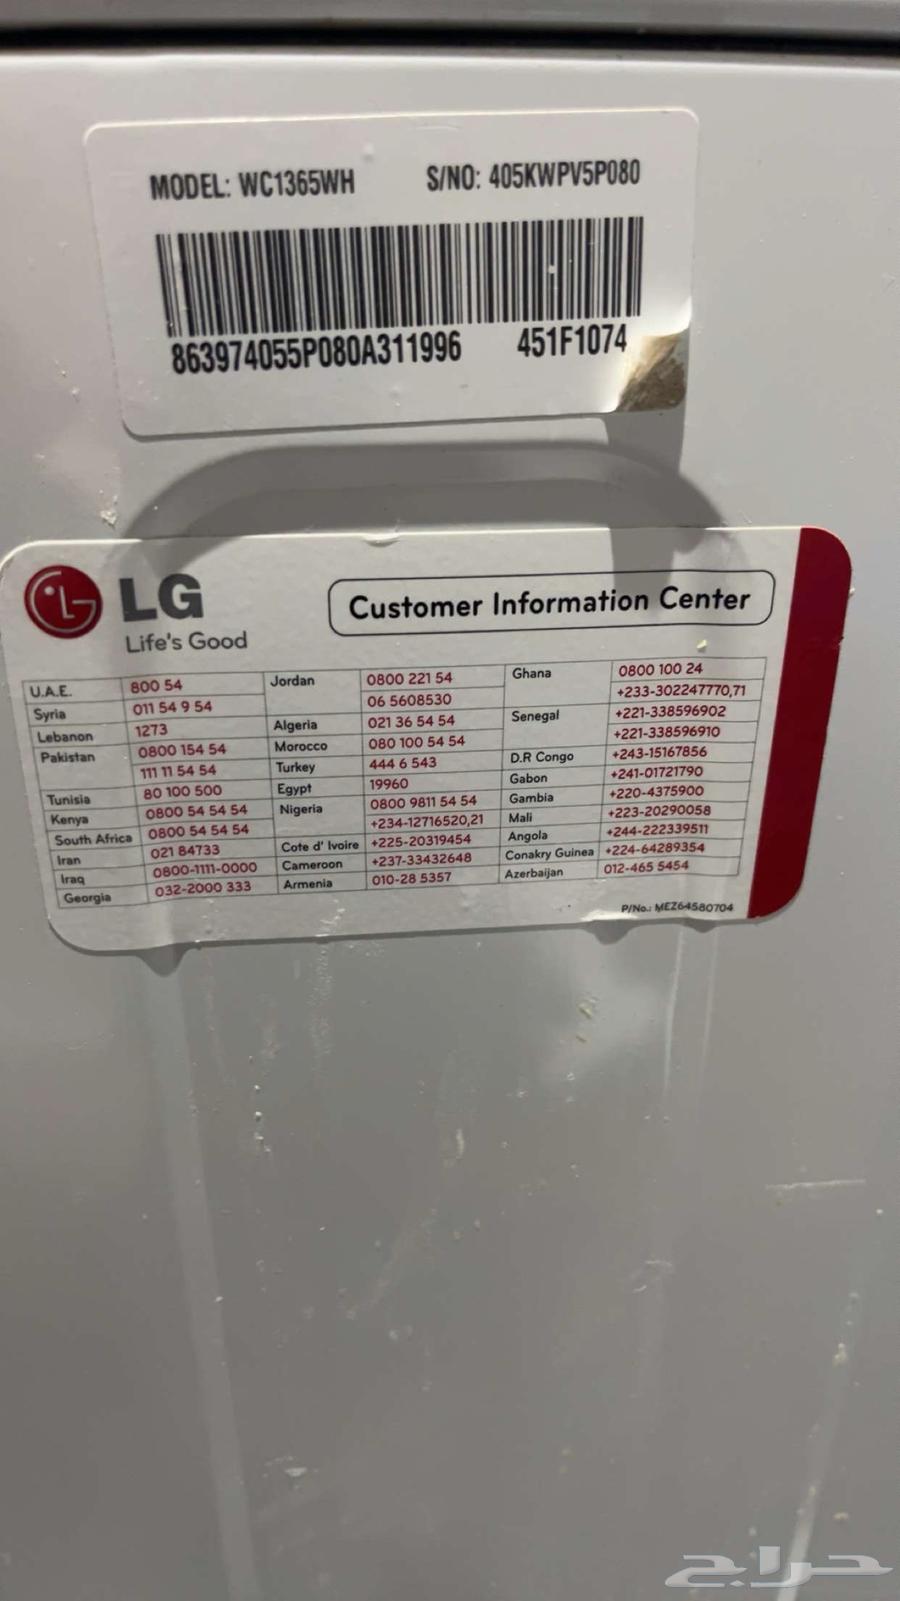 MODEL: WC1365WH S/NO: 405KWPV5P080
863974055P080A311996 451F1074
LG
Life's Good
Customer Information Center
U.A.E. 800 54
Syria 011 54 9 54
Lebanon 1273
Pakistan 0800 154 54
111 11 54 54
Tunisia 80 100 500
Kenya 0800 54 54 54
South Africa 0800 54 54 54
Iran 021 84733
Iraq 0800-1111-0000
Georgia 032-2000 333
Jordan 0800 221 54
06 5608530
Algeria 021 36 54 54
Morocco 080 100 54 54
Turkey 444 6 543
Egypt 19960
Nigeria 0800 9811 54 54
+234-12716520,21
Cote d' Ivoire +225-20319454
Cameroon +237-33432648
Armenia 010-28 5357
Ghana 0800 100 24
+233-302247770,71
Senegal +221-338596902
+221-338596910
D.R Congo +243-15167856
Gabon +241-01721790
Gambia +220-4375900
Mali +223-20290058
Angola +244-222339511
Conakry Guinea +224-64289354
Azerbaijan 012-465 5454
P/No.: MEZ64580704
حراج